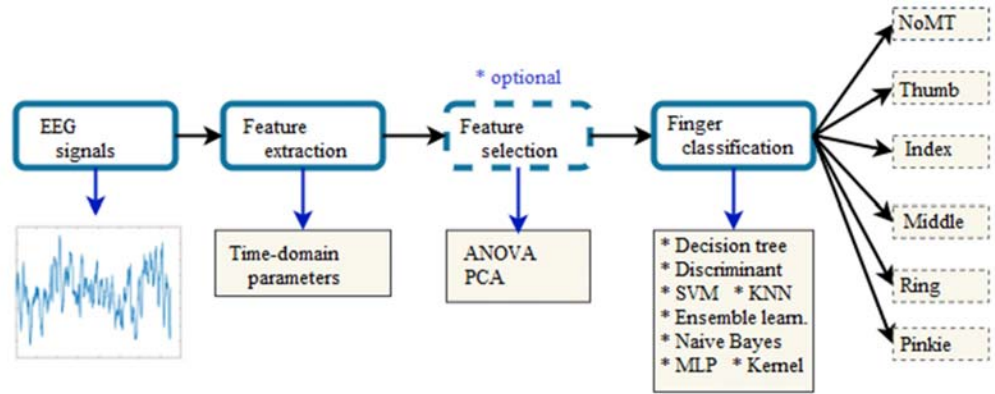 * optional
EEG
signals
Feature
extraction
Feature
selection
Finger
classification
NoMT
Thumb
Index
Middle
Ring
Pinkie
Time-domain
parameters
ANOVA
PCA
* Decision tree
* Discriminant
* SVM * KNN
* Ensemble learn.
* Naive Bayes
* MLP * Kernel